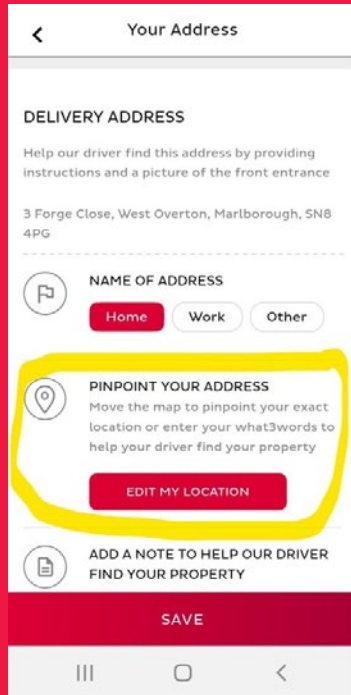 Your Address
DELIVERY ADDRESS
Help our driver find this address by providing
instructions and a picture of the front entrance
3 Forge Close, West Overton, Marlborough, SN8
4PG
NAME OF ADDRESS
Home Work Other
PINPOINT YOUR ADDRESS
Move the map to pinpoint your exact
location or enter your what3words to
help your driver find your property
EDIT MY LOCATION
ADD A NOTE TO HELP OUR DRIVER
FIND YOUR PROPERTY
SAVE